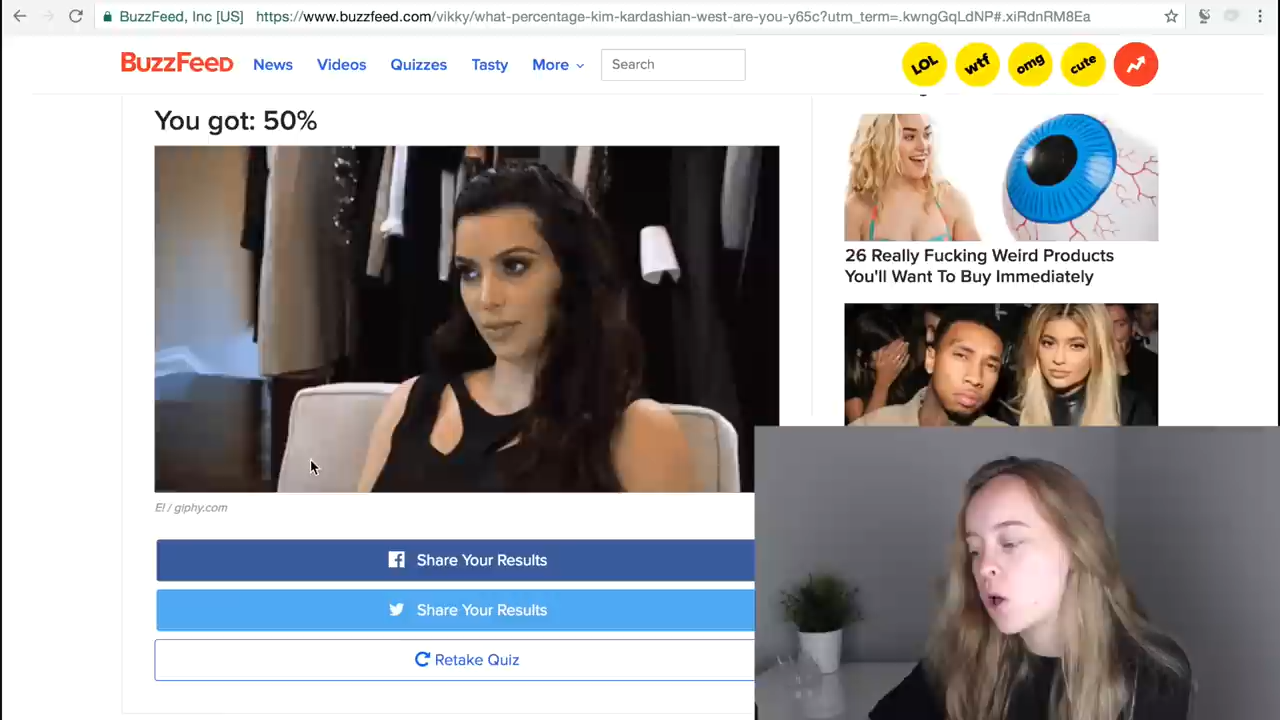 BuzzFeed, Inc [US]
https://www.buzzfeed.com/vikky/what-percentage-kim-kardashian-west-are-you-y65c?utm_term=.kwngGqLdNP#.xiRdnRM8Ea
BuzzFeed
News
Videos
Quizzes
Tasty
More
Search
LOL
wtf
omg
cute
You got: 50%
E! / giphy.com
Share Your Results
Share Your Results
Retake Quiz
26 Really Fucking Weird Products
You'll Want To Buy Immediately